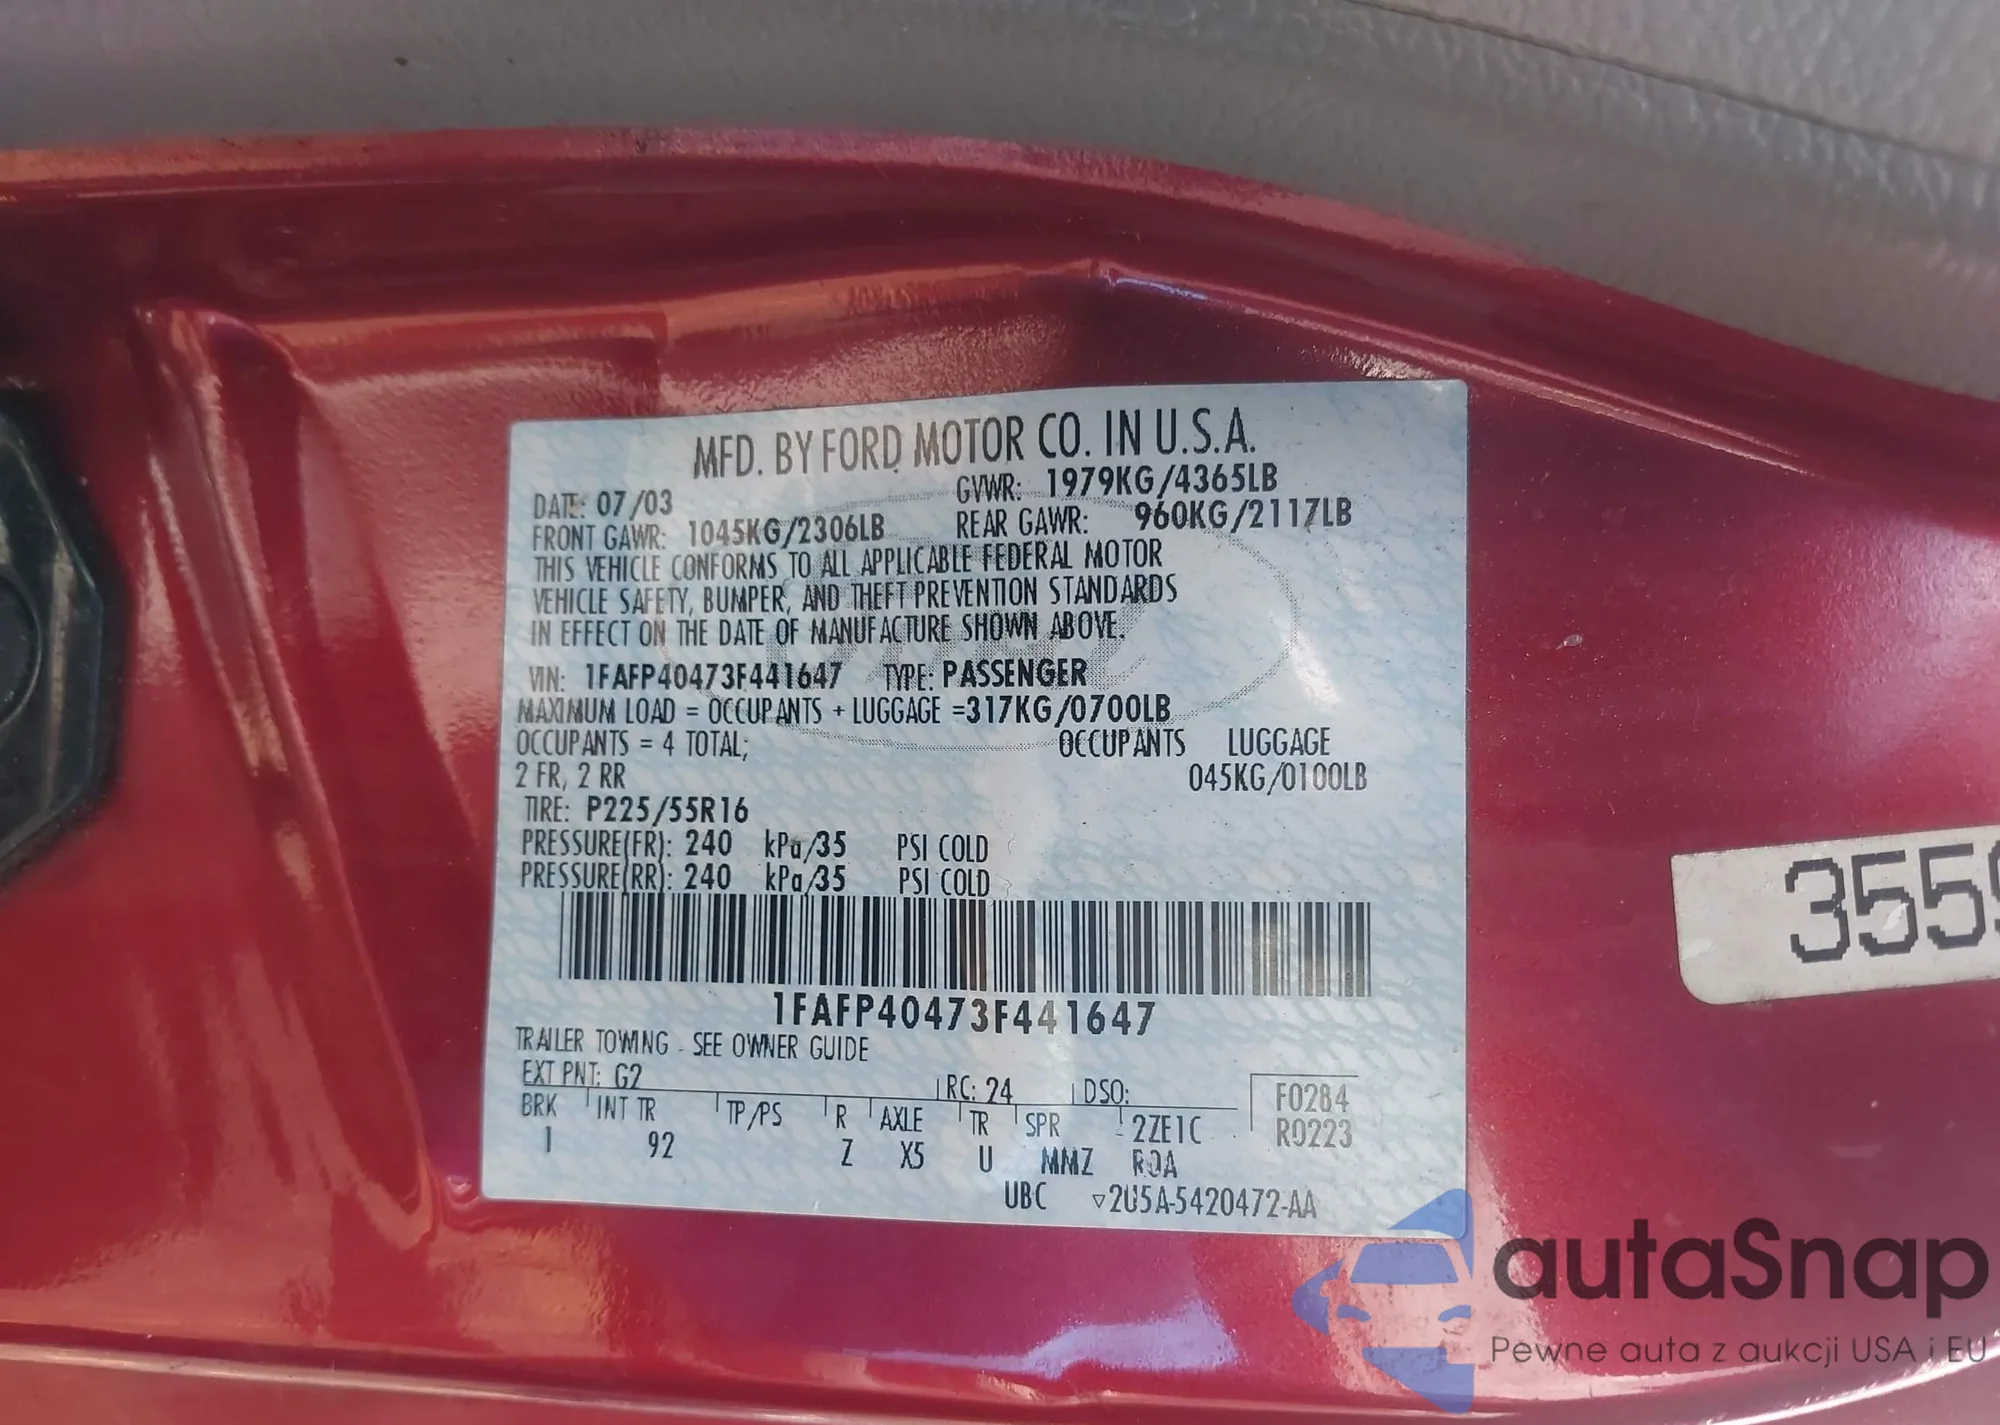 MFD. BY FORD MOTOR CO. IN U.S.A.
DATE: 07/03 GVWR: 1979KG/4365LB
FRONT GAWR: 1045KG/2306LB REAR GAWR: 960KG/2117LB
THIS VEHICLE CONFORMS TO ALL APPLICABLE FEDERAL MOTOR
VEHICLE SAFETY, BUMPER, AND THEFT PREVENTION STANDARDS
IN EFFECT ON THE DATE OF MANUFACTURE SHOWN ABOVE.
VIN: 1FAFP40473F441647 TYPE: PASSENGER
MAXIMUM LOAD = OCCUPANTS + LUGGAGE =317KG/0700LB
OCCUPANTS = 4 TOTAL; OCCUPANTS LUGGAGE
2 FR, 2 RR 045KG/0100LB
TIRE: P225/55R16
PRESSURE(FR): 240 kPa/35 PSI COLD
PRESSURE(RR): 240 kPa/35 PSI COLD
1FAFP40473F441647
TRAILER TOWING - SEE OWNER GUIDE
EXT PNT: G2 RC: 24 DSO: F0284
BRK INT TR TP/PS R AXLE TR SPR 2ZE1C R0223
1 92 Z X5 U MMZ ROA
UBC ▽2U5A-5420472-AA
3559
autaSnap
Pewne auta z aukcji USA i EU